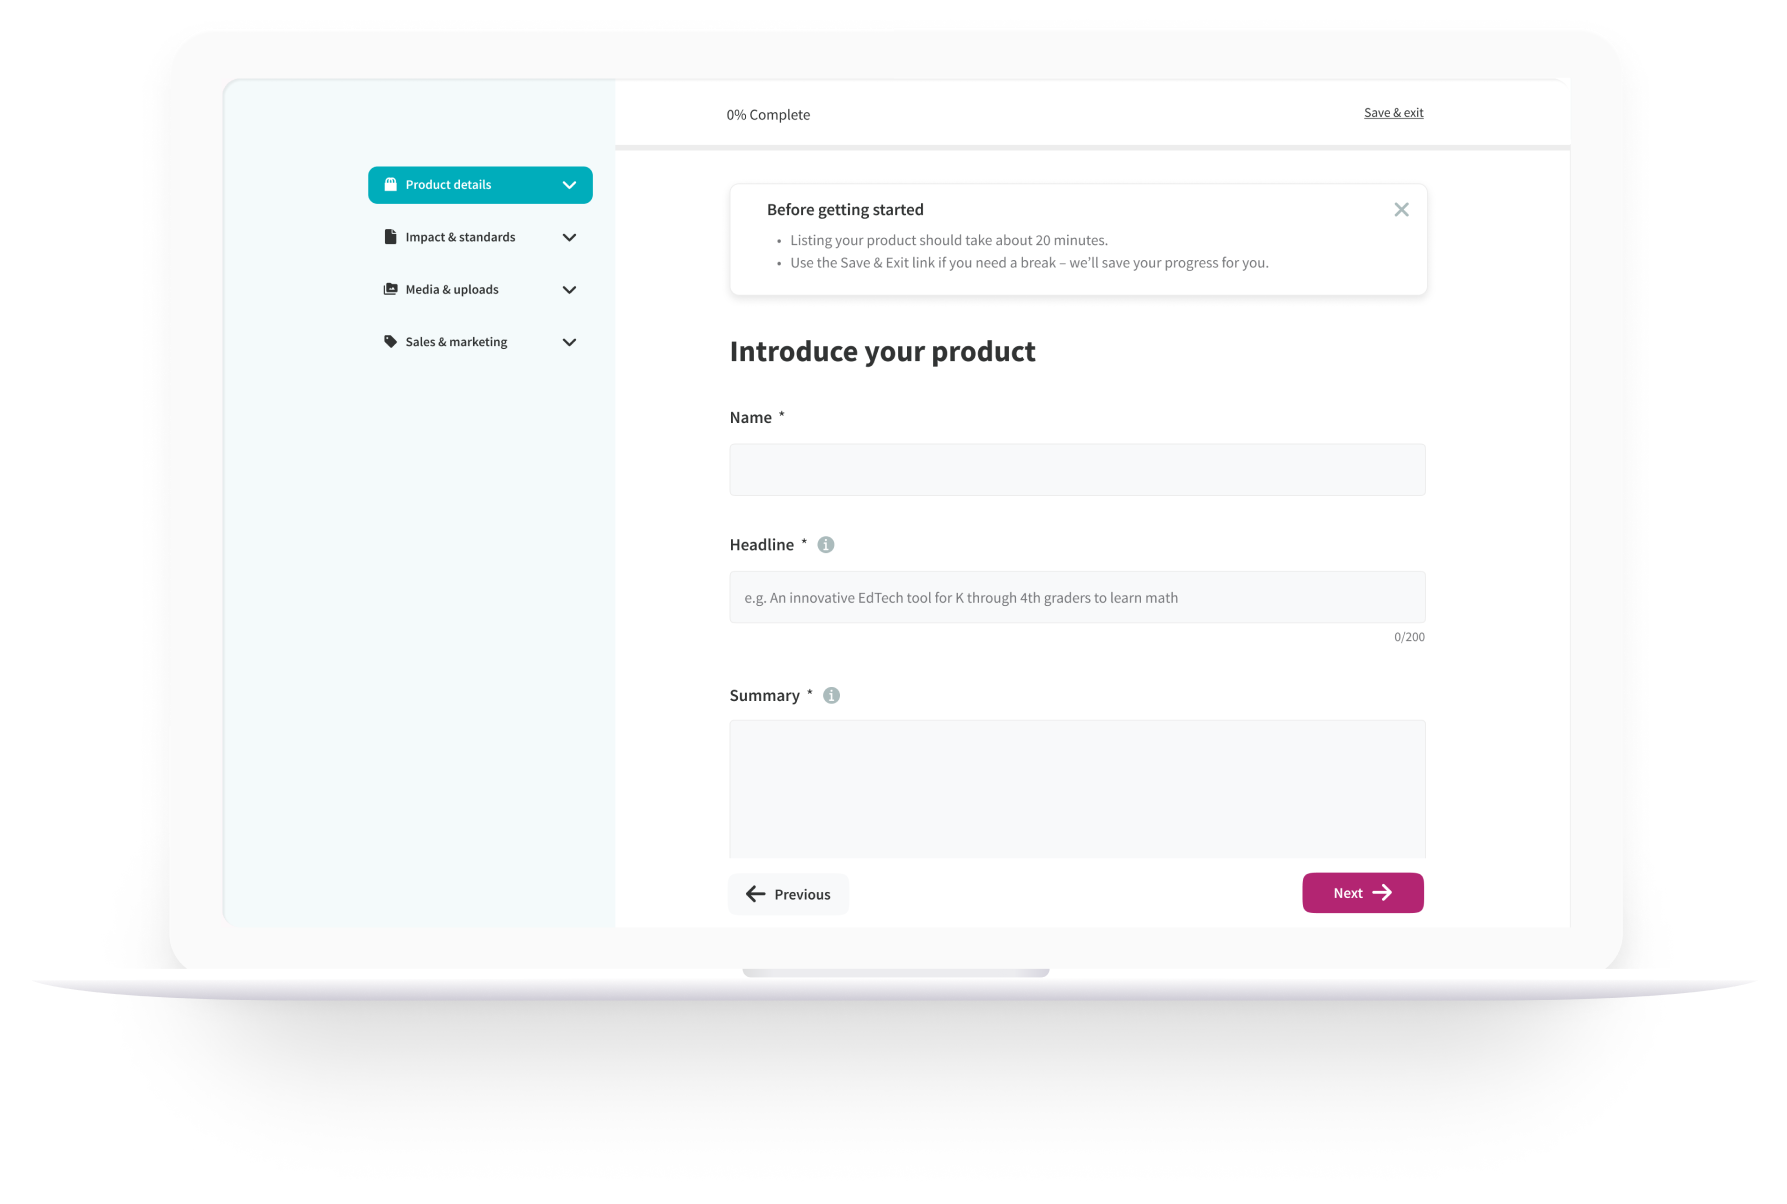 0% Complete
Save & exit
Product details
Impact & standards
Media & uploads
Sales & marketing
Before getting started
• Listing your product should take about 20 minutes.
• Use the Save & Exit link if you need a break – we’ll save your progress for you.
Introduce your product
Name *
Headline *
e.g. An innovative EdTech tool for K through 4th graders to learn math
0/200
Summary *
Previous
Next